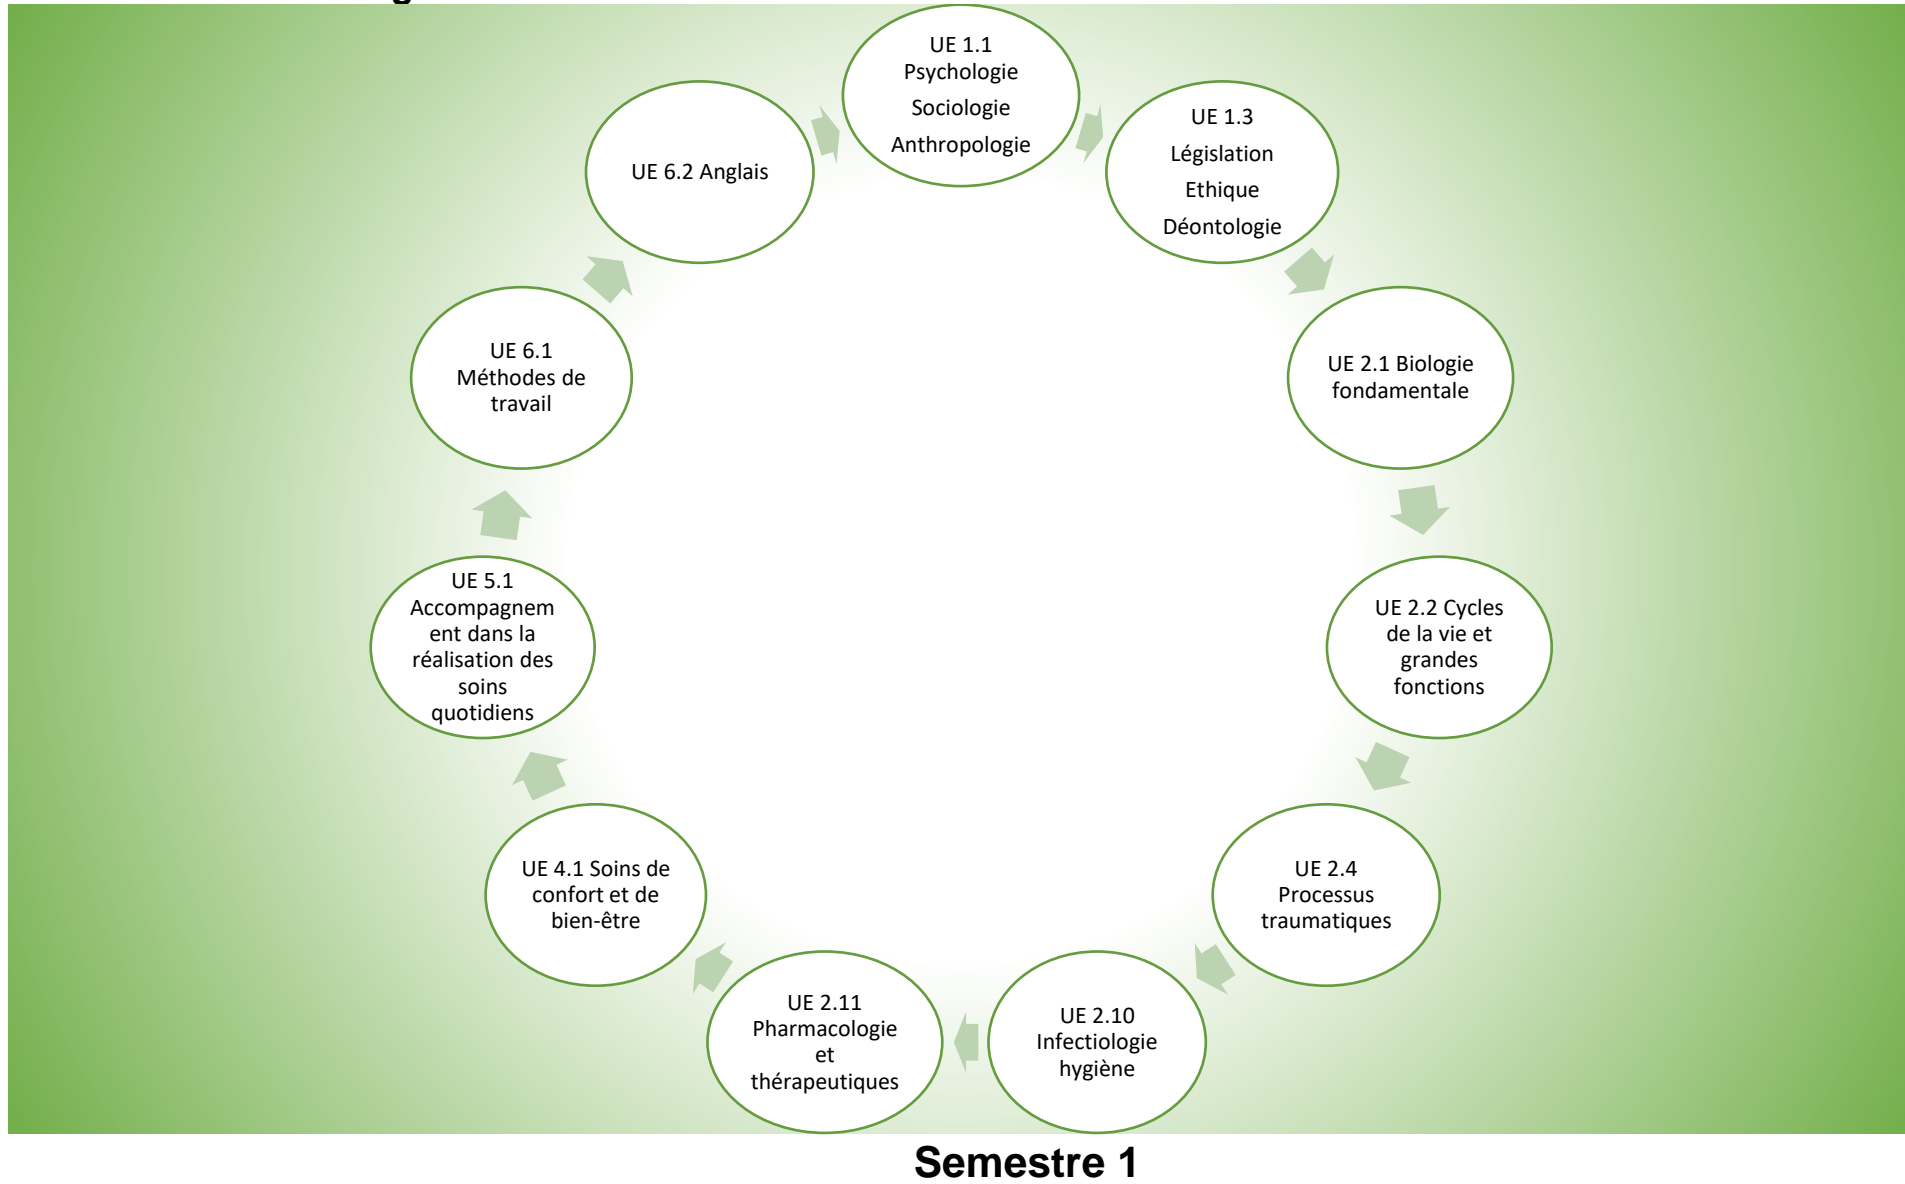 UE 1.1
Psychologie
Sociologie
Anthropologie
UE 1.3
Législation
Ethique
Déontologie
UE 2.1 Biologie
fondamentale
UE 2.2 Cycles
de la vie et
grandes
fonctions
UE 2.4
Processus
traumatiques
UE 2.10
Infectiologie
hygiène
UE 2.11
Pharmacologie
et
thérapeutiques
UE 4.1 Soins de
confort et de
bien-être
UE 5.1
Accompagnem
ent dans la
réalisation des
soins
quotidiens
UE 6.1
Méthodes de
travail
UE 6.2 Anglais
Semestre 1